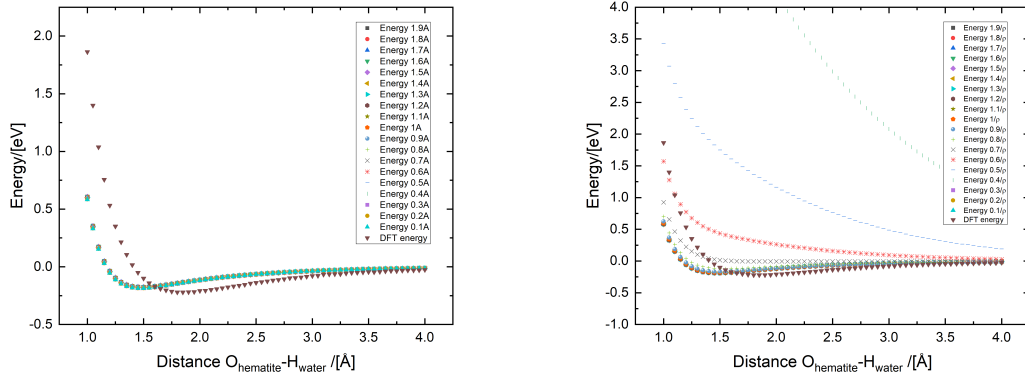 2.0
1.5
1.0
0.5
0.0
-0.5
Energy/[eV]
1.0 1.5 2.0 2.5 3.0 3.5 4.0
Distance O_hematite-H_water /[Å]
Energy 1.9A
Energy 1.8A
Energy 1.7A
Energy 1.6A
Energy 1.5A
Energy 1.4A
Energy 1.3A
Energy 1.2A
Energy 1.1A
Energy 1A
Energy 0.9A
Energy 0.8A
Energy 0.7A
Energy 0.6A
Energy 0.5A
Energy 0.4A
Energy 0.3A
Energy 0.2A
Energy 0.1A
DFT energy
4.0
3.5
3.0
2.5
2.0
1.5
1.0
0.5
0.0
-0.5
-1.0
Energy/[eV]
1.0 1.5 2.0 2.5 3.0 3.5 4.0
Distance O_hematite-H_water /[Å]
Energy 1.9/ρ
Energy 1.8/ρ
Energy 1.7/ρ
Energy 1.6/ρ
Energy 1.5/ρ
Energy 1.4/ρ
Energy 1.3/ρ
Energy 1.2/ρ
Energy 1.1/ρ
Energy 1/ρ
Energy 0.9/ρ
Energy 0.8/ρ
Energy 0.7/ρ
Energy 0.6/ρ
Energy 0.5/ρ
Energy 0.4/ρ
Energy 0.3/ρ
Energy 0.2/ρ
Energy 0.1/ρ
DFT energy